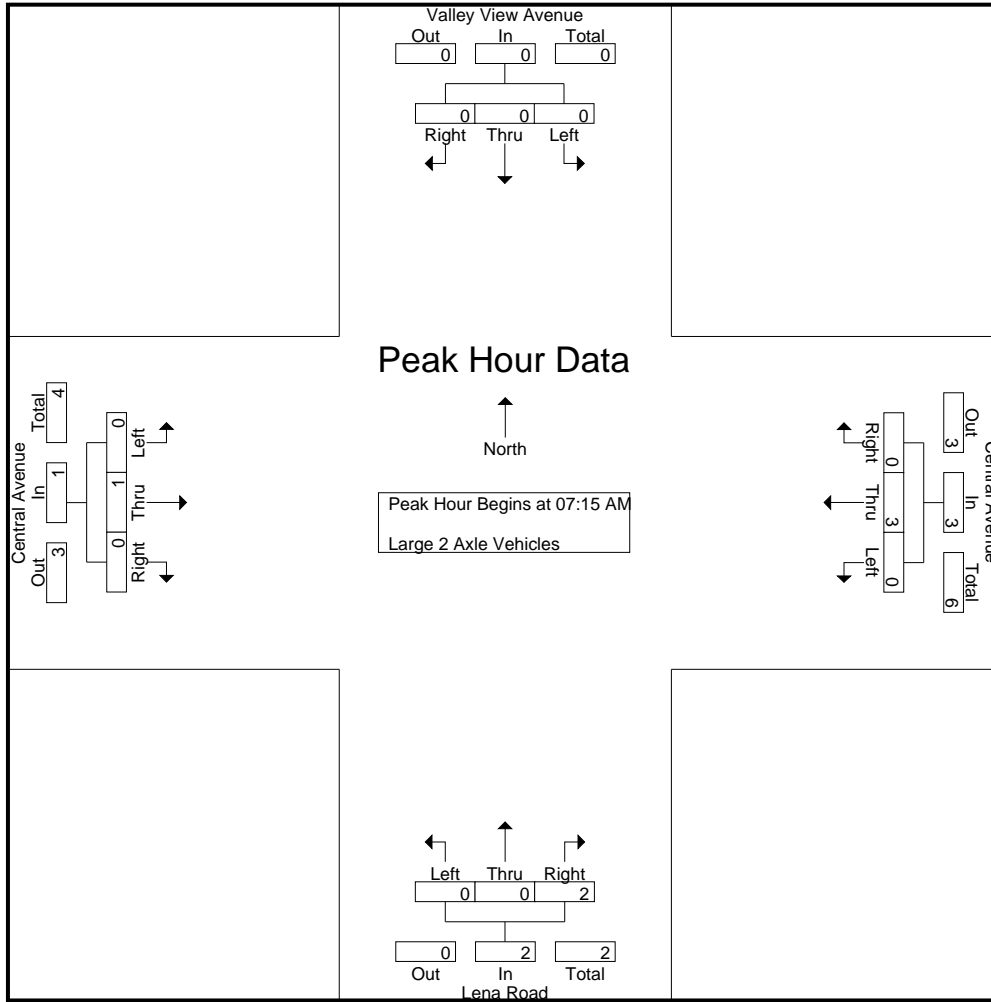 Valley View Avenue
Out In Total
0 0 0
0 0 0
Right Thru Left
Peak Hour Data
North
Peak Hour Begins at 07:15 AM
Large 2 Axle Vehicles
Central Avenue
Total In Out
4 1 3
0 1 0
Left Thru Right
Central Avenue
Out In Total
3 3 6
0 3 0
Right Thru Left
Left Thru Right
0 0 2
0 2 2
Out In Total
Lena Road